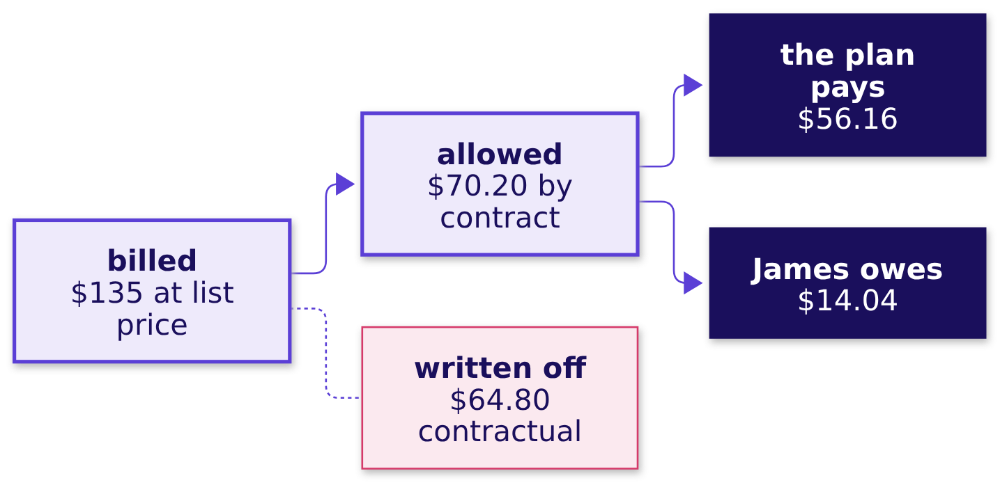 billed
$135 at list
price
allowed
$70.20 by
contract
written off
$64.80
contractual
the plan
pays
$56.16
James owes
$14.04